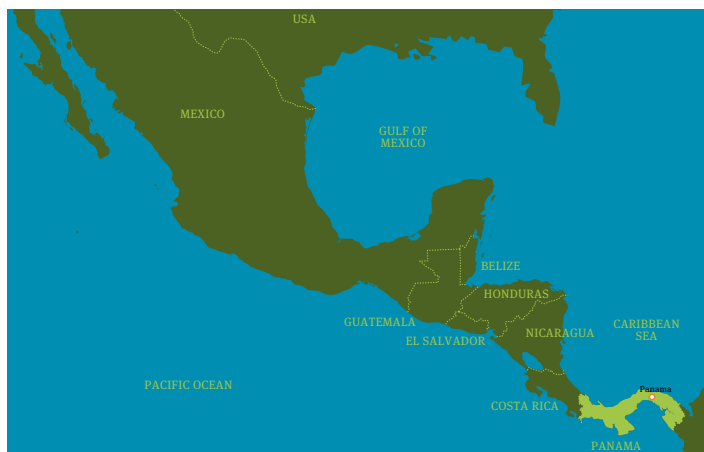 USA
MEXICO
GULF OF
MEXICO
BELIZE
HONDURAS
GUATEMALA
CARIBBEAN
SEA
NICARAGUA
EL SALVADOR
PACIFIC OCEAN
Panama
COSTA RICA
PANAMA